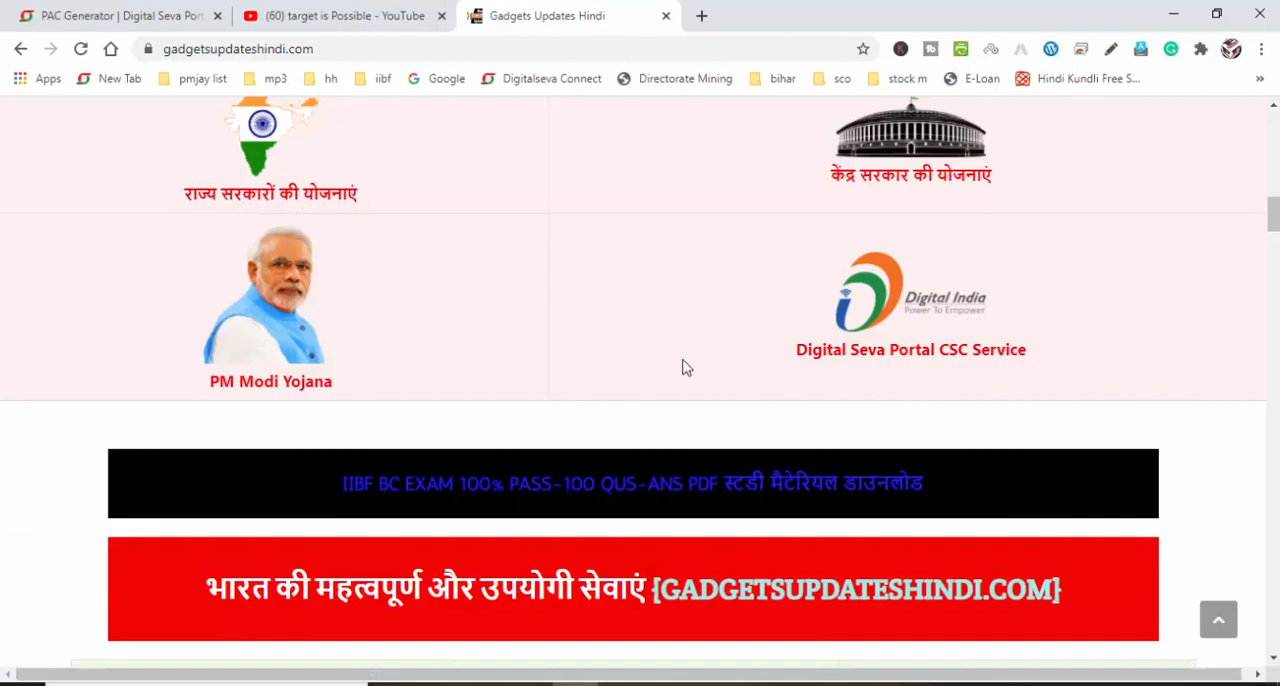 PAC Generator | Digital Seva Port
(60) target is Possible - YouTube
Gadgets Updates Hindi
gadgetsupdateshindi.com
Apps
New Tab
pmjay list
mp3
hh
iibf
Google
Digitalseva Connect
Directorate Mining
bihar
sco
stock m
E-Loan
Hindi Kundli Free S...
राज्य सरकारों की योजनाएं
केंद्र सरकार की योजनाएं
PM Modi Yojana
Digital India
Power To Empower
Digital Seva Portal CSC Service
IIBF BC EXAM 100% PASS-100 QUS-ANS PDF स्टडी मैटेरियल डाउनलोड
भारत की महत्वपूर्ण और उपयोगी सेवाएं {GADGETSUPDATESHINDI.COM}